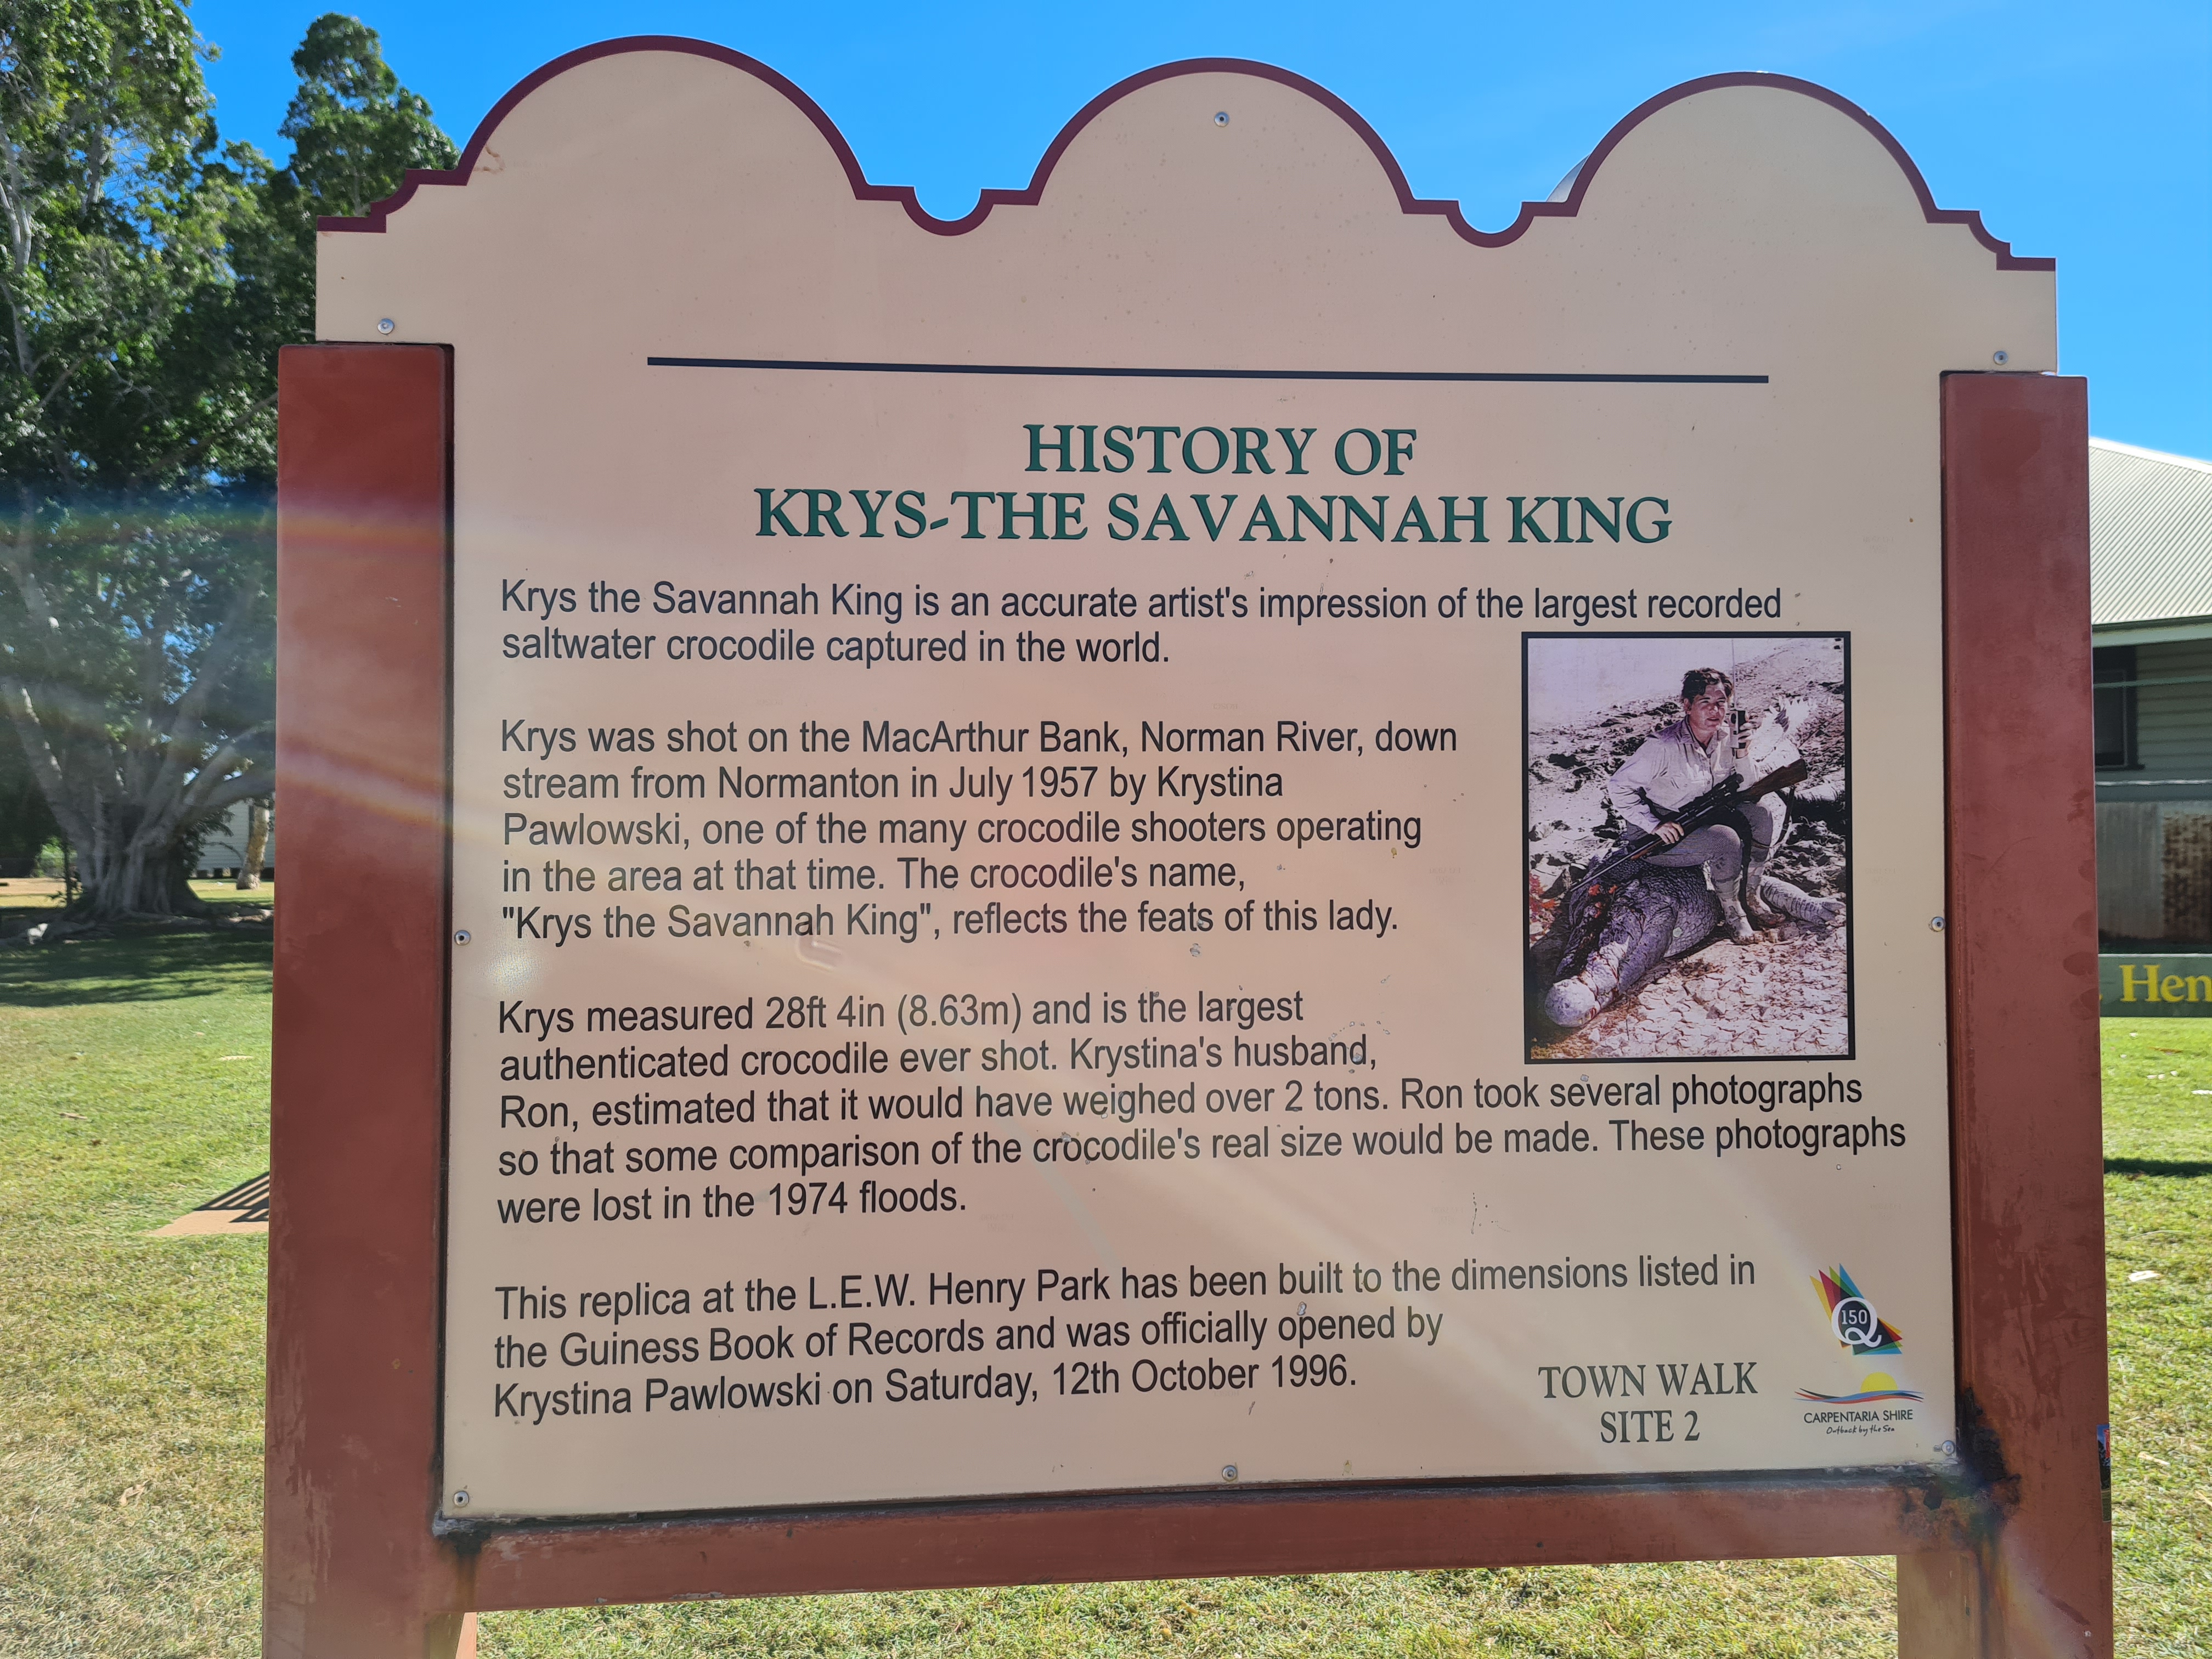 HISTORY OF
KRYS-THE SAVANNAH KING
Krys the Savannah King is an accurate artist's impression of the largest recorded
saltwater crocodile captured in the world.
Krys was shot on the MacArthur Bank, Norman River, down
stream from Normanton in July 1957 by Krystina
Pawlowski, one of the many crocodile shooters operating
in the area at that time. The crocodile's name,
"Krys the Savannah King", reflects the feats of this lady.
Krys measured 28ft 4in (8.63m) and is the largest
authenticated crocodile ever shot. Krystina's husband,
Ron, estimated that it would have weighed over 2 tons. Ron took several photographs
so that some comparison of the crocodile's real size would be made. These photographs
were lost in the 1974 floods.
This replica at the L.E.W. Henry Park has been built to the dimensions listed in
the Guiness Book of Records and was officially opened by
Krystina Pawlowski on Saturday, 12th October 1996.
TOWN WALK
SITE 2
Q150
CARPENTARIA SHIRE
Outback by the Sea
Hen